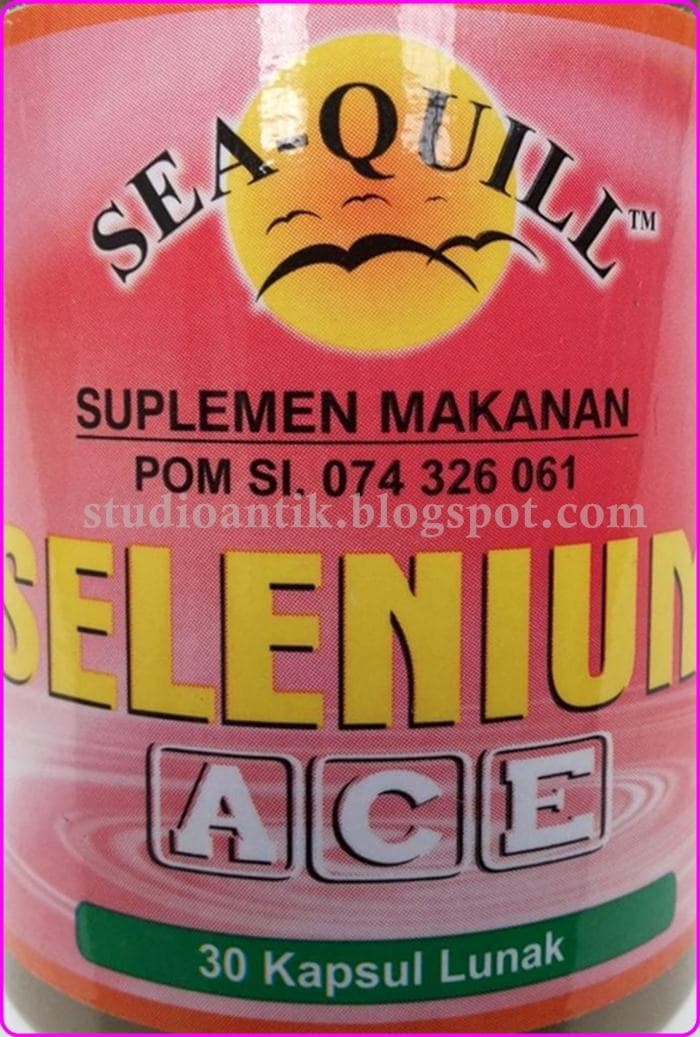 SEA-QUILL™
SUPLEMEN MAKANAN
POM SI. 074 326 061
studioantik.blogspot.com
SELENIUM
ACE
30 Kapsul Lunak